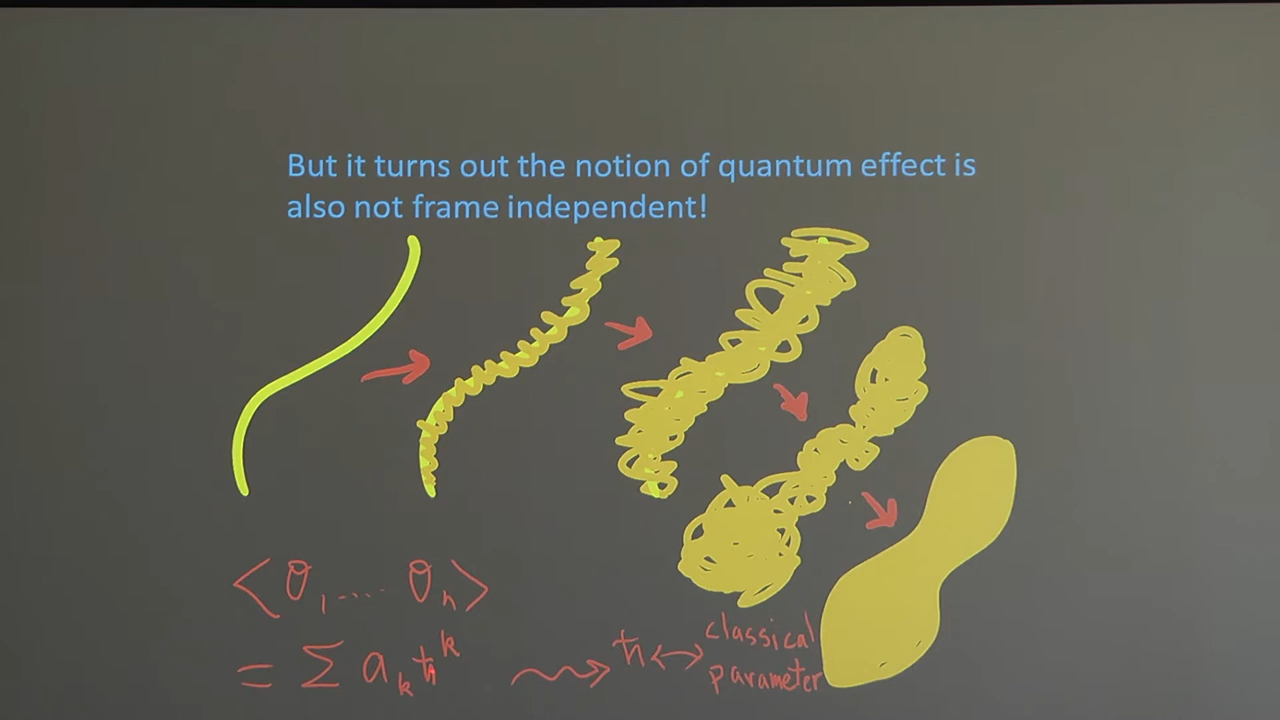 But it turns out the notion of quantum effect is
also not frame independent!
<O₁.....Oₙ>
= Σ aₖ ħᵏ ⇝ ħ ↔ classical
parameter